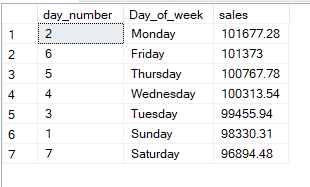 day_number Day_of_week sales
1 2 Monday 101677.28
2 6 Friday 101373
3 5 Thursday 100767.78
4 4 Wednesday 100313.54
5 3 Tuesday 99455.94
6 1 Sunday 98330.31
7 7 Saturday 96894.48